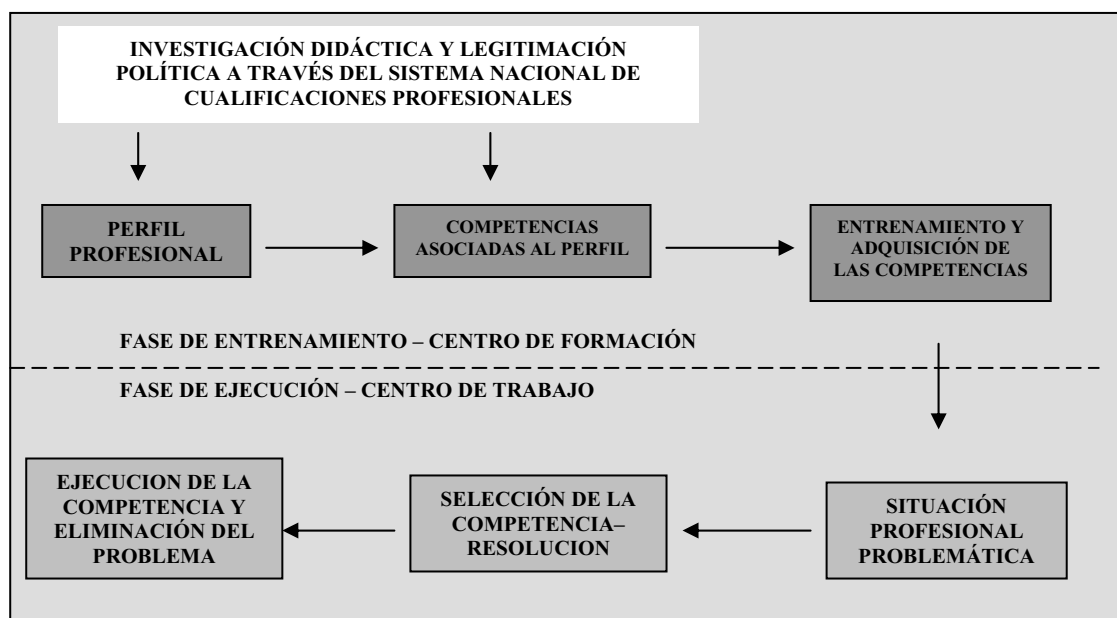 INVESTIGACIÓN DIDÁCTICA Y LEGITIMACIÓN
POLÍTICA A TRAVÉS DEL SISTEMA NACIONAL DE
CUALIFICACIONES PROFESIONALES
PERFIL
PROFESIONAL
COMPETENCIAS
ASOCIADAS AL PERFIL
ENTRENAMIENTO Y
ADQUISICIÓN DE
LAS COMPETENCIAS
FASE DE ENTRENAMIENTO – CENTRO DE FORMACIÓN
FASE DE EJECUCIÓN – CENTRO DE TRABAJO
EJECUCION DE LA
COMPETENCIA Y
ELIMINACIÓN DEL
PROBLEMA
SELECCIÓN DE LA
COMPETENCIA–
RESOLUCION
SITUACIÓN
PROFESIONAL
PROBLEMÁTICA